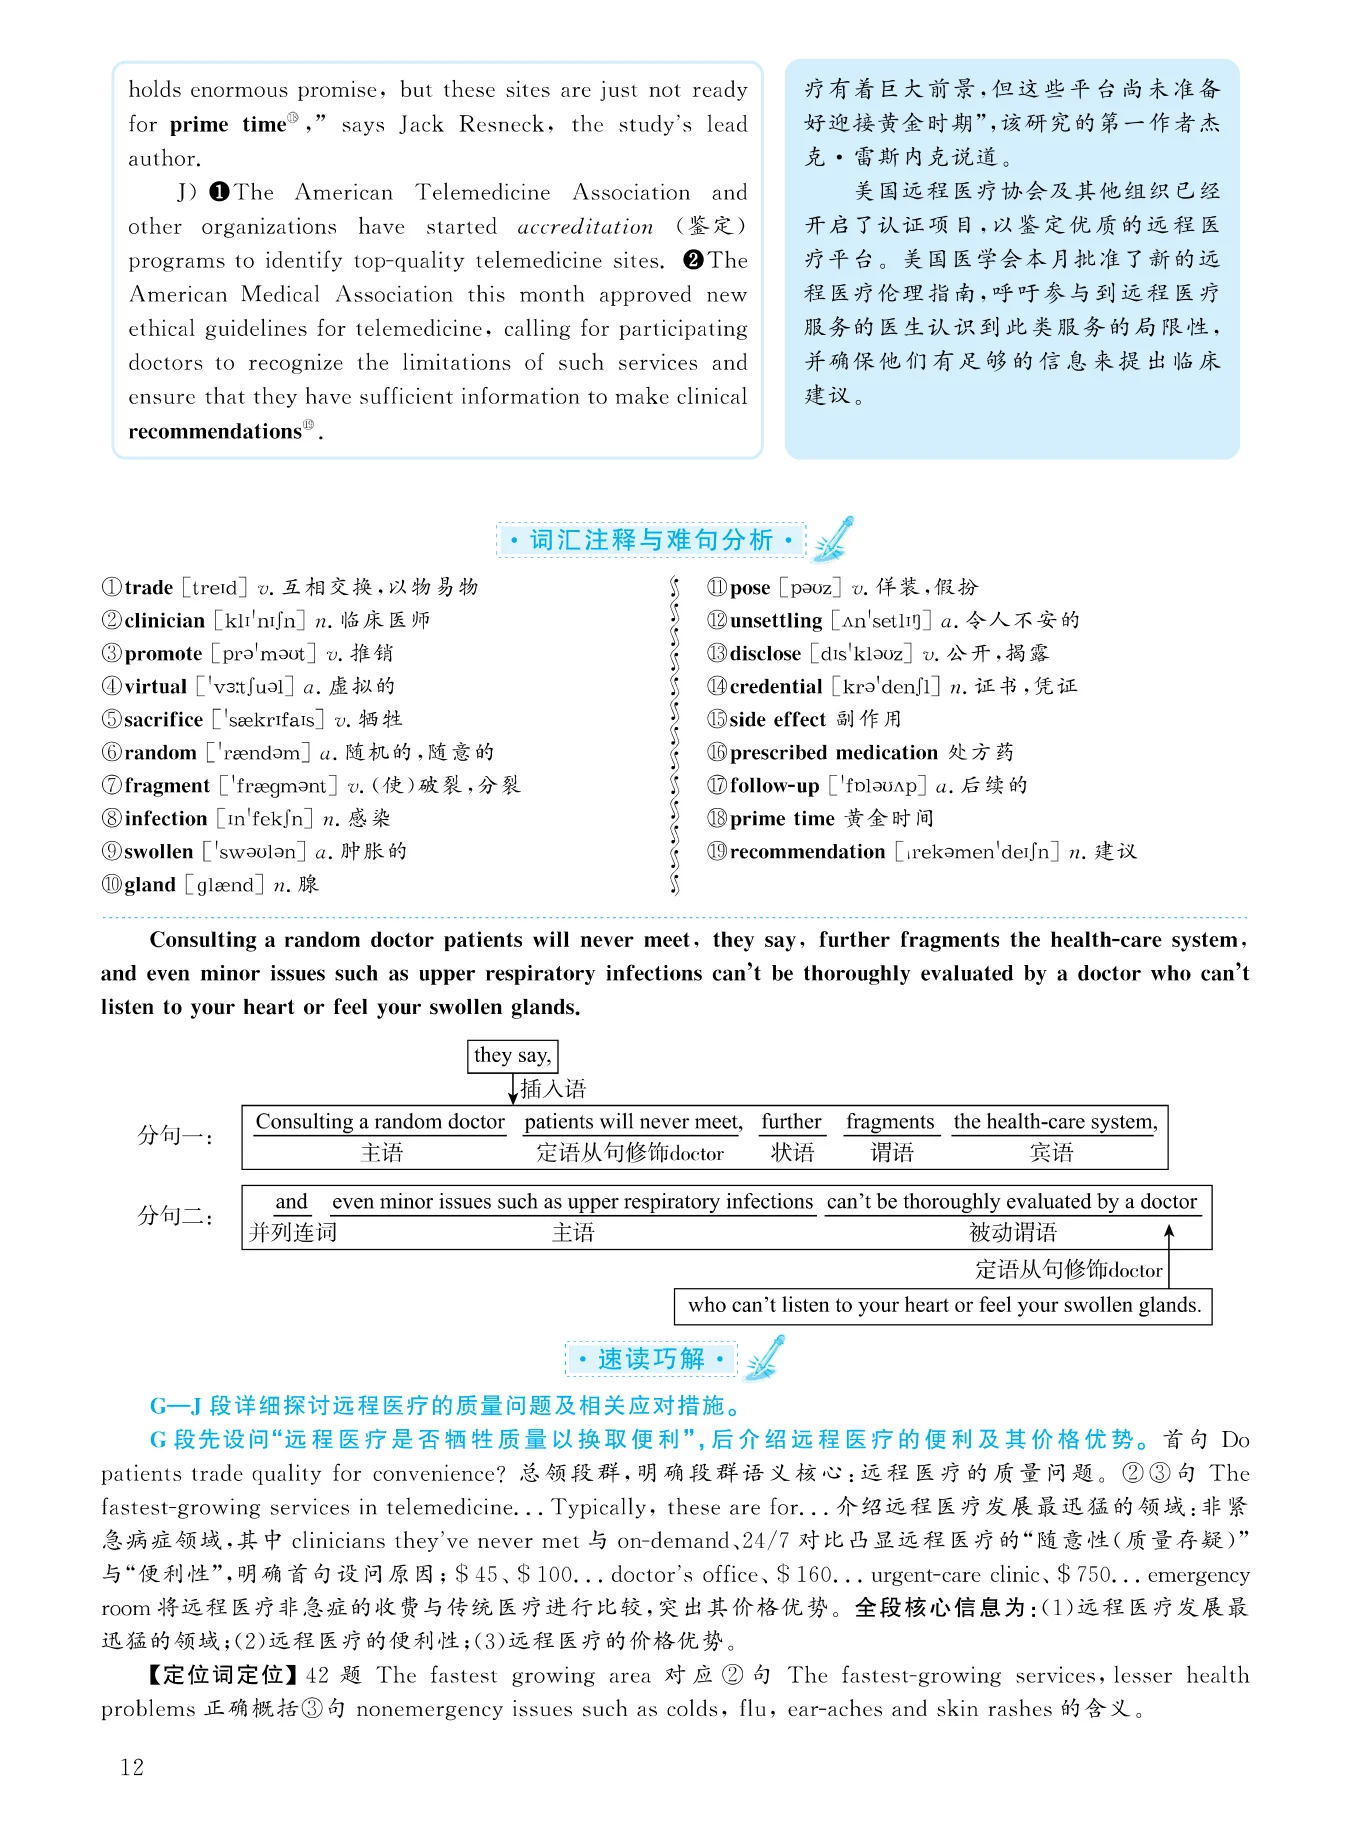 holds enormous promise, but these sites are just not ready
for prime time⑱,” says Jack Resneck, the study’s lead
author.
J) ❶The American Telemedicine Association and
other organizations have started accreditation (鉴定)
programs to identify top-quality telemedicine sites. ❷The
American Medical Association this month approved new
ethical guidelines for telemedicine, calling for participating
doctors to recognize the limitations of such services and
ensure that they have sufficient information to make clinical
recommendations⑲.
疗有着巨大前景,但这些平台尚未准备
好迎接黄金时期”,该研究的第一作者杰
克·雷斯内克说道。
美国远程医疗协会及其他组织已经
开启了认证项目,以鉴定优质的远程医
疗平台。美国医学会本月批准了新的远
程医疗伦理指南,呼吁参与到远程医疗
服务的医生认识到此类服务的局限性,
并确保他们有足够的信息来提出临床
建议。
·词汇注释与难句分析·
①trade [treɪd] v. 互相交换,以物易物
②clinician [klɪˈnɪʃn] n. 临床医师
③promote [prəˈməʊt] v. 推销
④virtual [ˈvɜːtʃuəl] a. 虚拟的
⑤sacrifice [ˈsækrɪfaɪs] v. 牺牲
⑥random [ˈrændəm] a. 随机的,随意的
⑦fragment [ˈfræɡmənt] v. (使)破裂,分裂
⑧infection [ɪnˈfekʃn] n. 感染
⑨swollen [ˈswəʊlən] a. 肿胀的
⑩gland [ɡlænd] n. 腺
⑪pose [pəʊz] v. 佯装,假扮
⑫unsettling [ʌnˈsetlɪŋ] a. 令人不安的
⑬disclose [dɪsˈkləʊz] v. 公开,揭露
⑭credential [krəˈdenʃl] n. 证书,凭证
⑮side effect 副作用
⑯prescribed medication 处方药
⑰follow-up [ˈfɒləʊʌp] a. 后续的
⑱prime time 黄金时间
⑲recommendation [ˌrekəmenˈdeɪʃn] n. 建议
Consulting a random doctor patients will never meet, they say, further fragments the health-care system,
and even minor issues such as upper respiratory infections can’t be thoroughly evaluated by a doctor who can’t
listen to your heart or feel your swollen glands.
they say,
插入语
分句一: Consulting a random doctor patients will never meet, further fragments the health-care system,
主语 定语从句修饰doctor 状语 谓语 宾语
分句二: and even minor issues such as upper respiratory infections can’t be thoroughly evaluated by a doctor
并列连词 主语 被动谓语
定语从句修饰doctor
who can’t listen to your heart or feel your swollen glands.
·速读巧解·
G—J 段详细探讨远程医疗的质量问题及相关应对措施。
G 段先设问“远程医疗是否牺牲质量以换取便利”,后介绍远程医疗的便利及其价格优势。首句 Do
patients trade quality for convenience? 总领段群,明确段群语义核心:远程医疗的质量问题。②③句 The
fastest-growing services in telemedicine... Typically, these are for... 介绍远程医疗发展最迅猛的领域:非紧
急病症领域,其中 clinicians they’ve never met 与 on-demand、24/7 对比凸显远程医疗的“随意性(质量存疑)”
与“便利性”,明确首句设问原因; $45、$100... doctor’s office、$160... urgent-care clinic、$750... emergency
room 将远程医疗非急症的收费与传统医疗进行比较,突出其价格优势。全段核心信息为:(1)远程医疗发展最
迅猛的领域;(2)远程医疗的便利性;(3)远程医疗的价格优势。
【定位词定位】42 题 The fastest growing area 对应②句 The fastest-growing services, lesser health
problems 正确概括③句 nonemergency issues such as colds, flu, ear-aches and skin rashes 的含义。
12